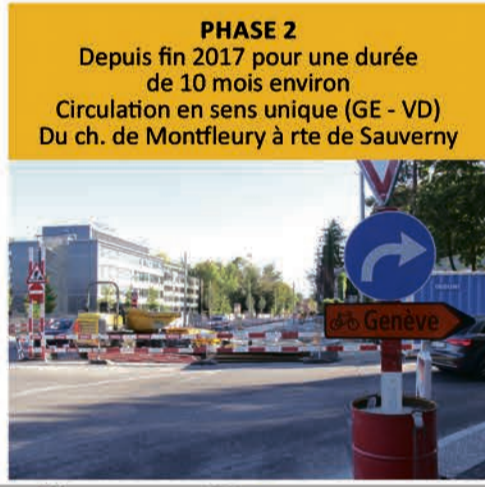 PHASE 2
Depuis fin 2017 pour une durée
de 10 mois environ
Circulation en sens unique (GE - VD)
Du ch. de Montfleury à rte de Sauverny
Genève